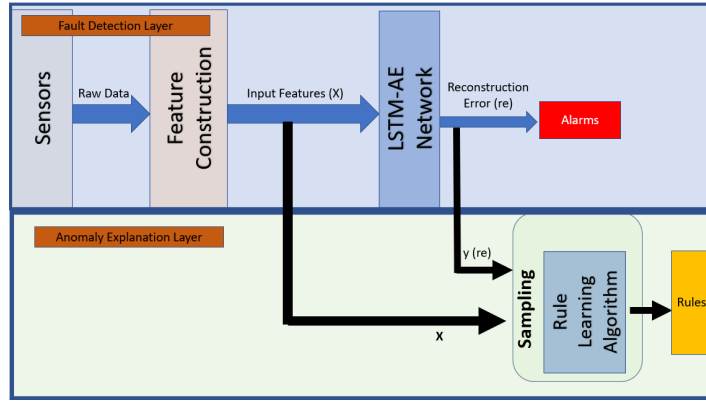 Fault Detection Layer
Sensors
Raw Data
Feature
Construction
Input Features (X)
LSTM-AE
Network
Reconstruction
Error (re)
Alarms
Anomaly Explanation Layer
y (re)
X
Sampling
Rule
Learning
Algorithm
Rules